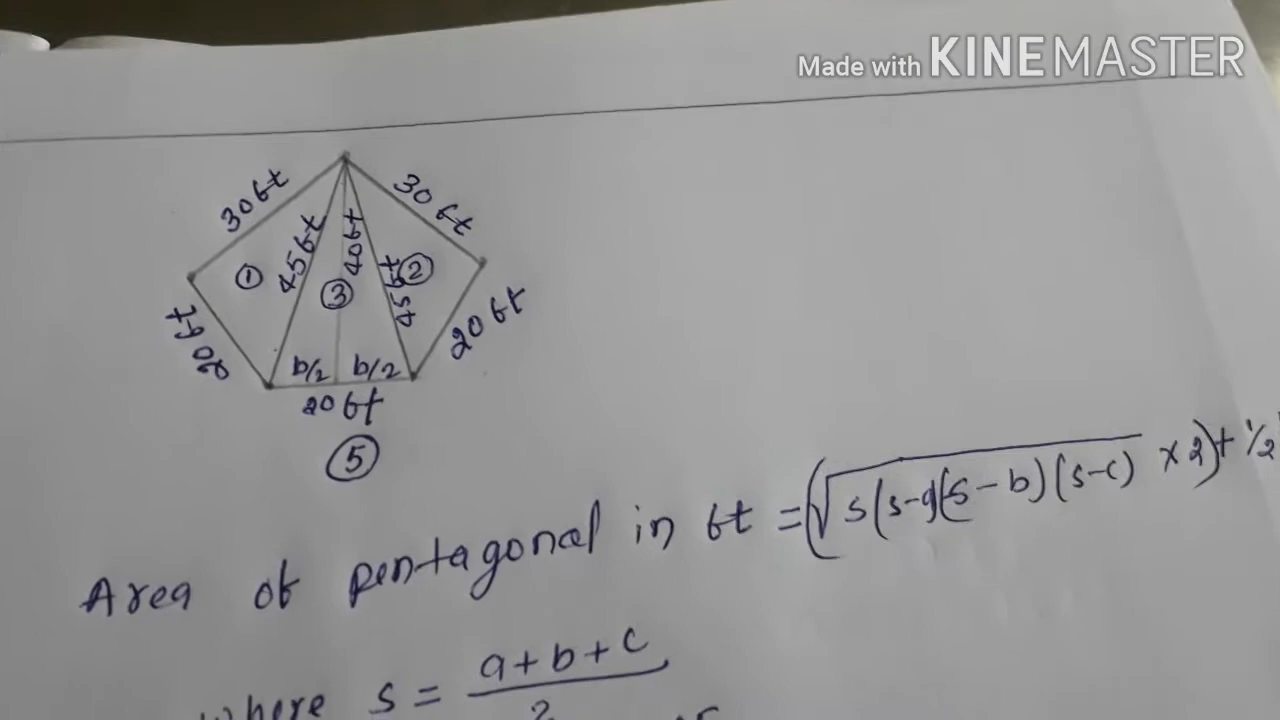 Made with KINEMASTER
30 ft
30 ft
45 ft
40 ft
①
②
45 ft
③
20 ft
20 ft
b/2 b/2
20 ft
⑤
Area of pentagonal in ft = (√s(s-a)(s-b)(s-c) × 2) + 1/2
where s = a+b+c
2